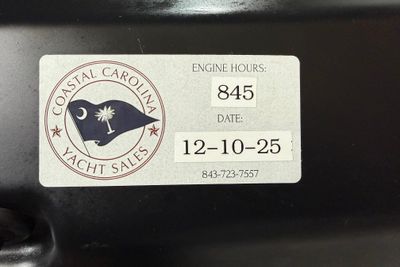 COASTAL CAROLINA
YACHT SALES
ENGINE HOURS:
845
DATE:
12-10-25
843-723-7557